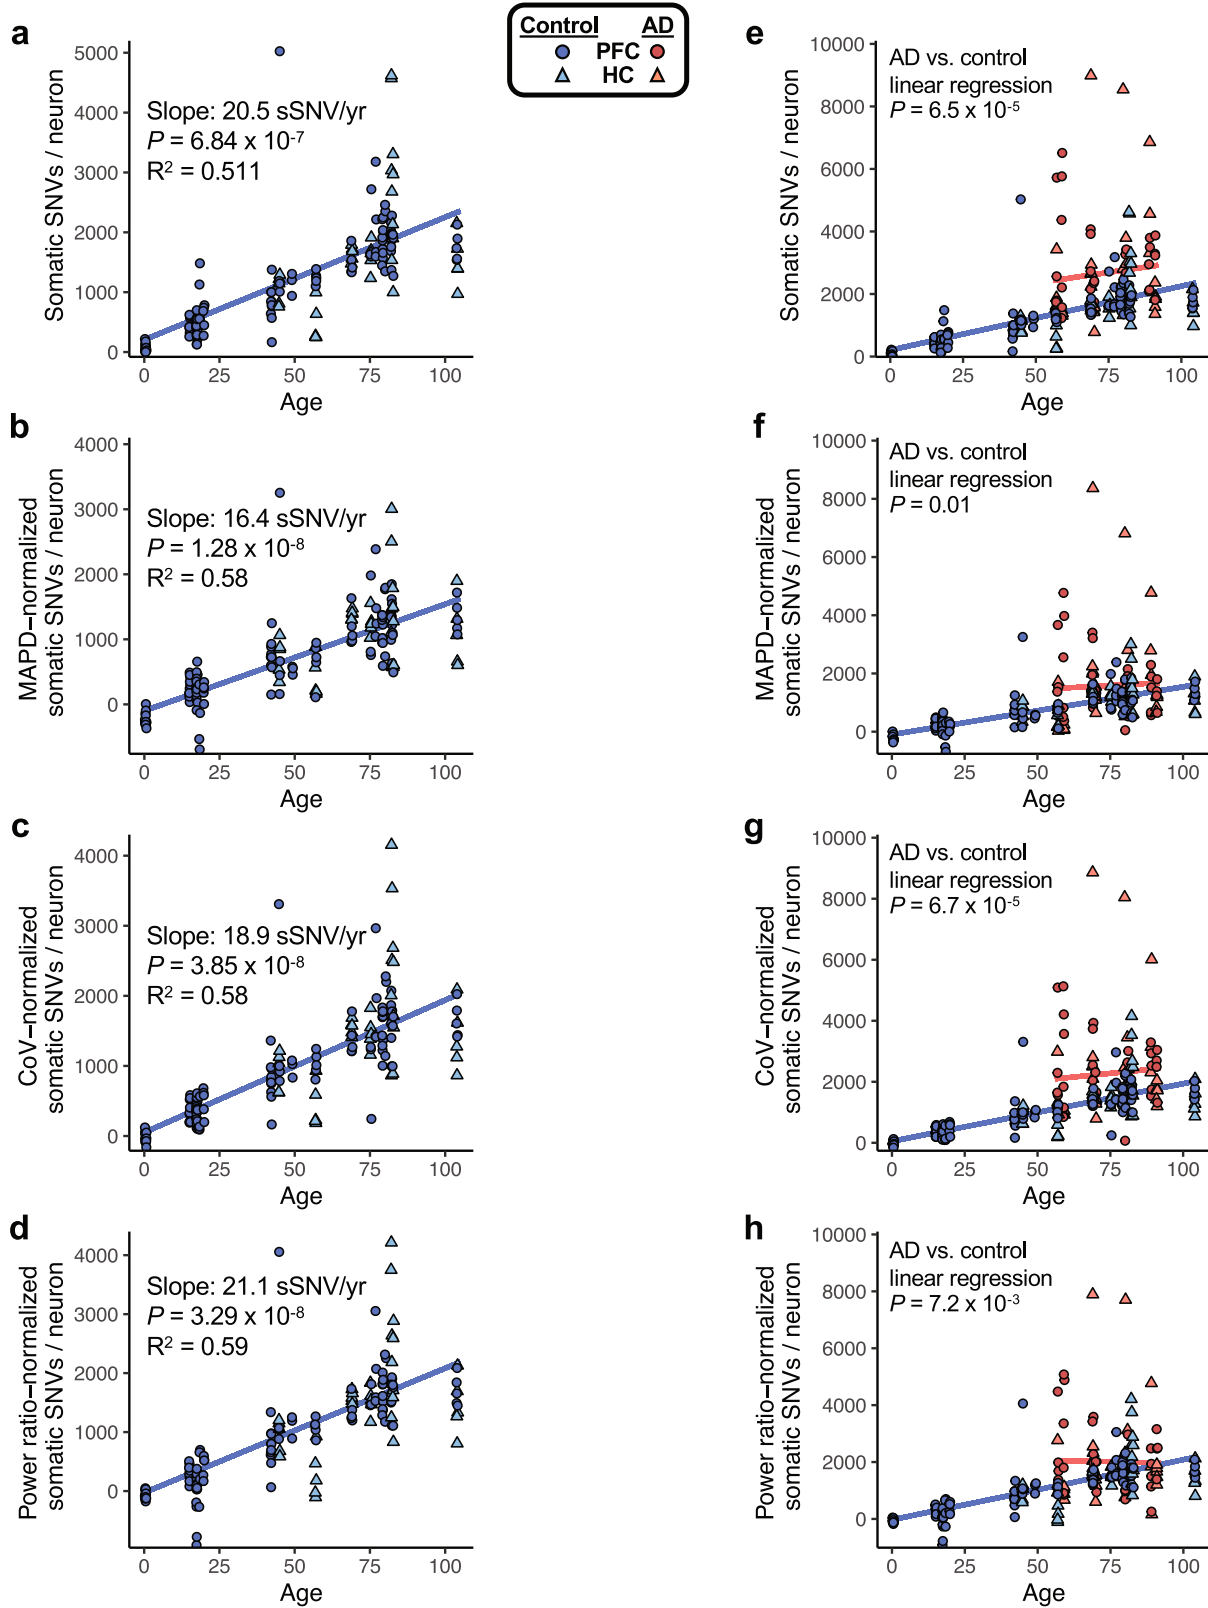 Control AD
PFC
HC
a
Somatic SNVs / neuron
5000
4000
3000
2000
1000
0
Slope: 20.5 sSNV/yr
P = 6.84 x 10-7
R2 = 0.511
0 25 50 75 100
Age
e
Somatic SNVs / neuron
10000
8000
6000
4000
2000
0
AD vs. control
linear regression
P = 6.5 x 10-5
0 25 50 75 100
Age
b
MAPD–normalized
somatic SNVs / neuron
4000
3000
2000
1000
0
Slope: 16.4 sSNV/yr
P = 1.28 x 10-8
R2 = 0.58
0 25 50 75 100
Age
f
MAPD–normalized
somatic SNVs / neuron
10000
8000
6000
4000
2000
0
AD vs. control
linear regression
P = 0.01
0 25 50 75 100
Age
c
CoV–normalized
somatic SNVs / neuron
4000
3000
2000
1000
0
Slope: 18.9 sSNV/yr
P = 3.85 x 10-8
R2 = 0.58
0 25 50 75 100
Age
g
CoV–normalized
somatic SNVs / neuron
10000
8000
6000
4000
2000
0
AD vs. control
linear regression
P = 6.7 x 10-5
0 25 50 75 100
Age
d
Power ratio–normalized
somatic SNVs / neuron
4000
3000
2000
1000
0
Slope: 21.1 sSNV/yr
P = 3.29 x 10-8
R2 = 0.59
0 25 50 75 100
Age
h
Power ratio–normalized
somatic SNVs / neuron
10000
8000
6000
4000
2000
0
AD vs. control
linear regression
P = 7.2 x 10-3
0 25 50 75 100
Age